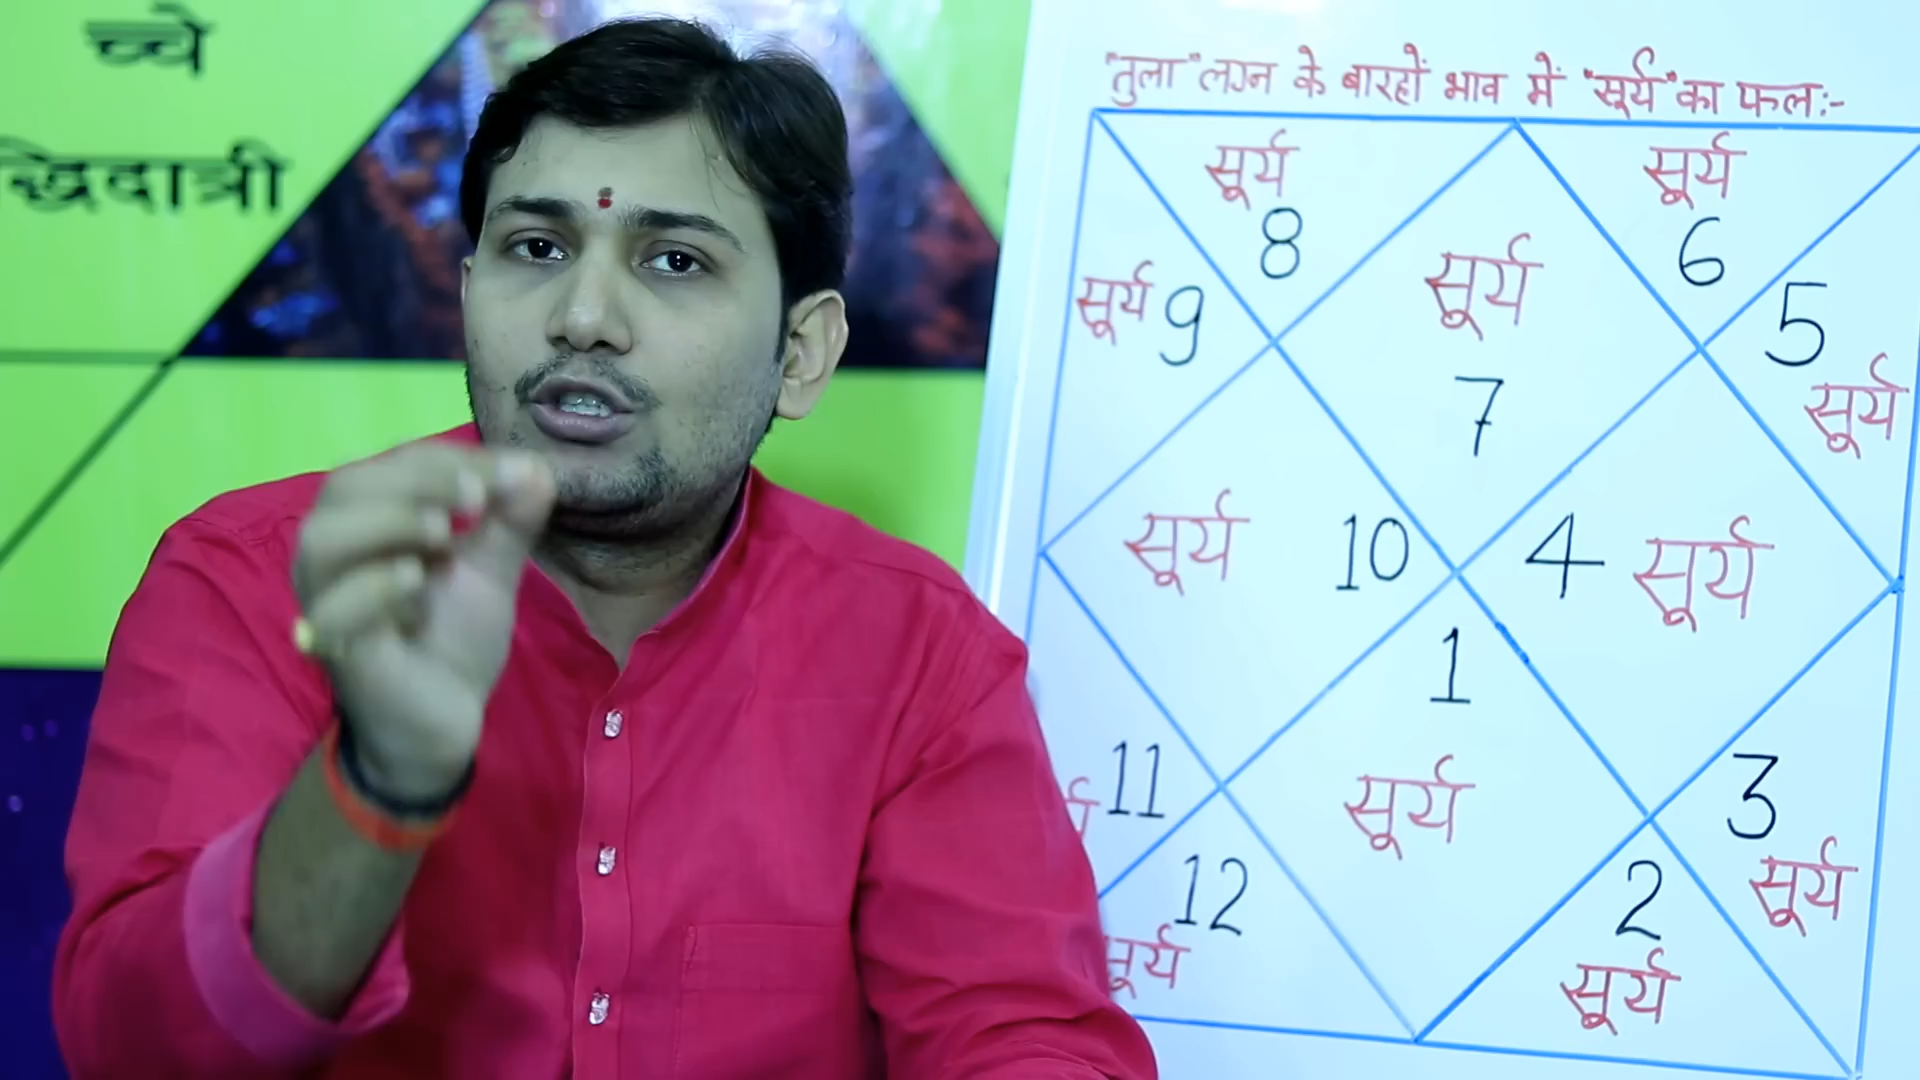 च्चे
द्धिदात्री
"तुला" लग्न के बारहों भाव में "सूर्य" का फल:-
सूर्य
8
सूर्य
6
सूर्य 9
सूर्य
7
5
सूर्य
सूर्य 10
4 सूर्य
1
सूर्य
11
3
सूर्य
12
सूर्य
2
सूर्य